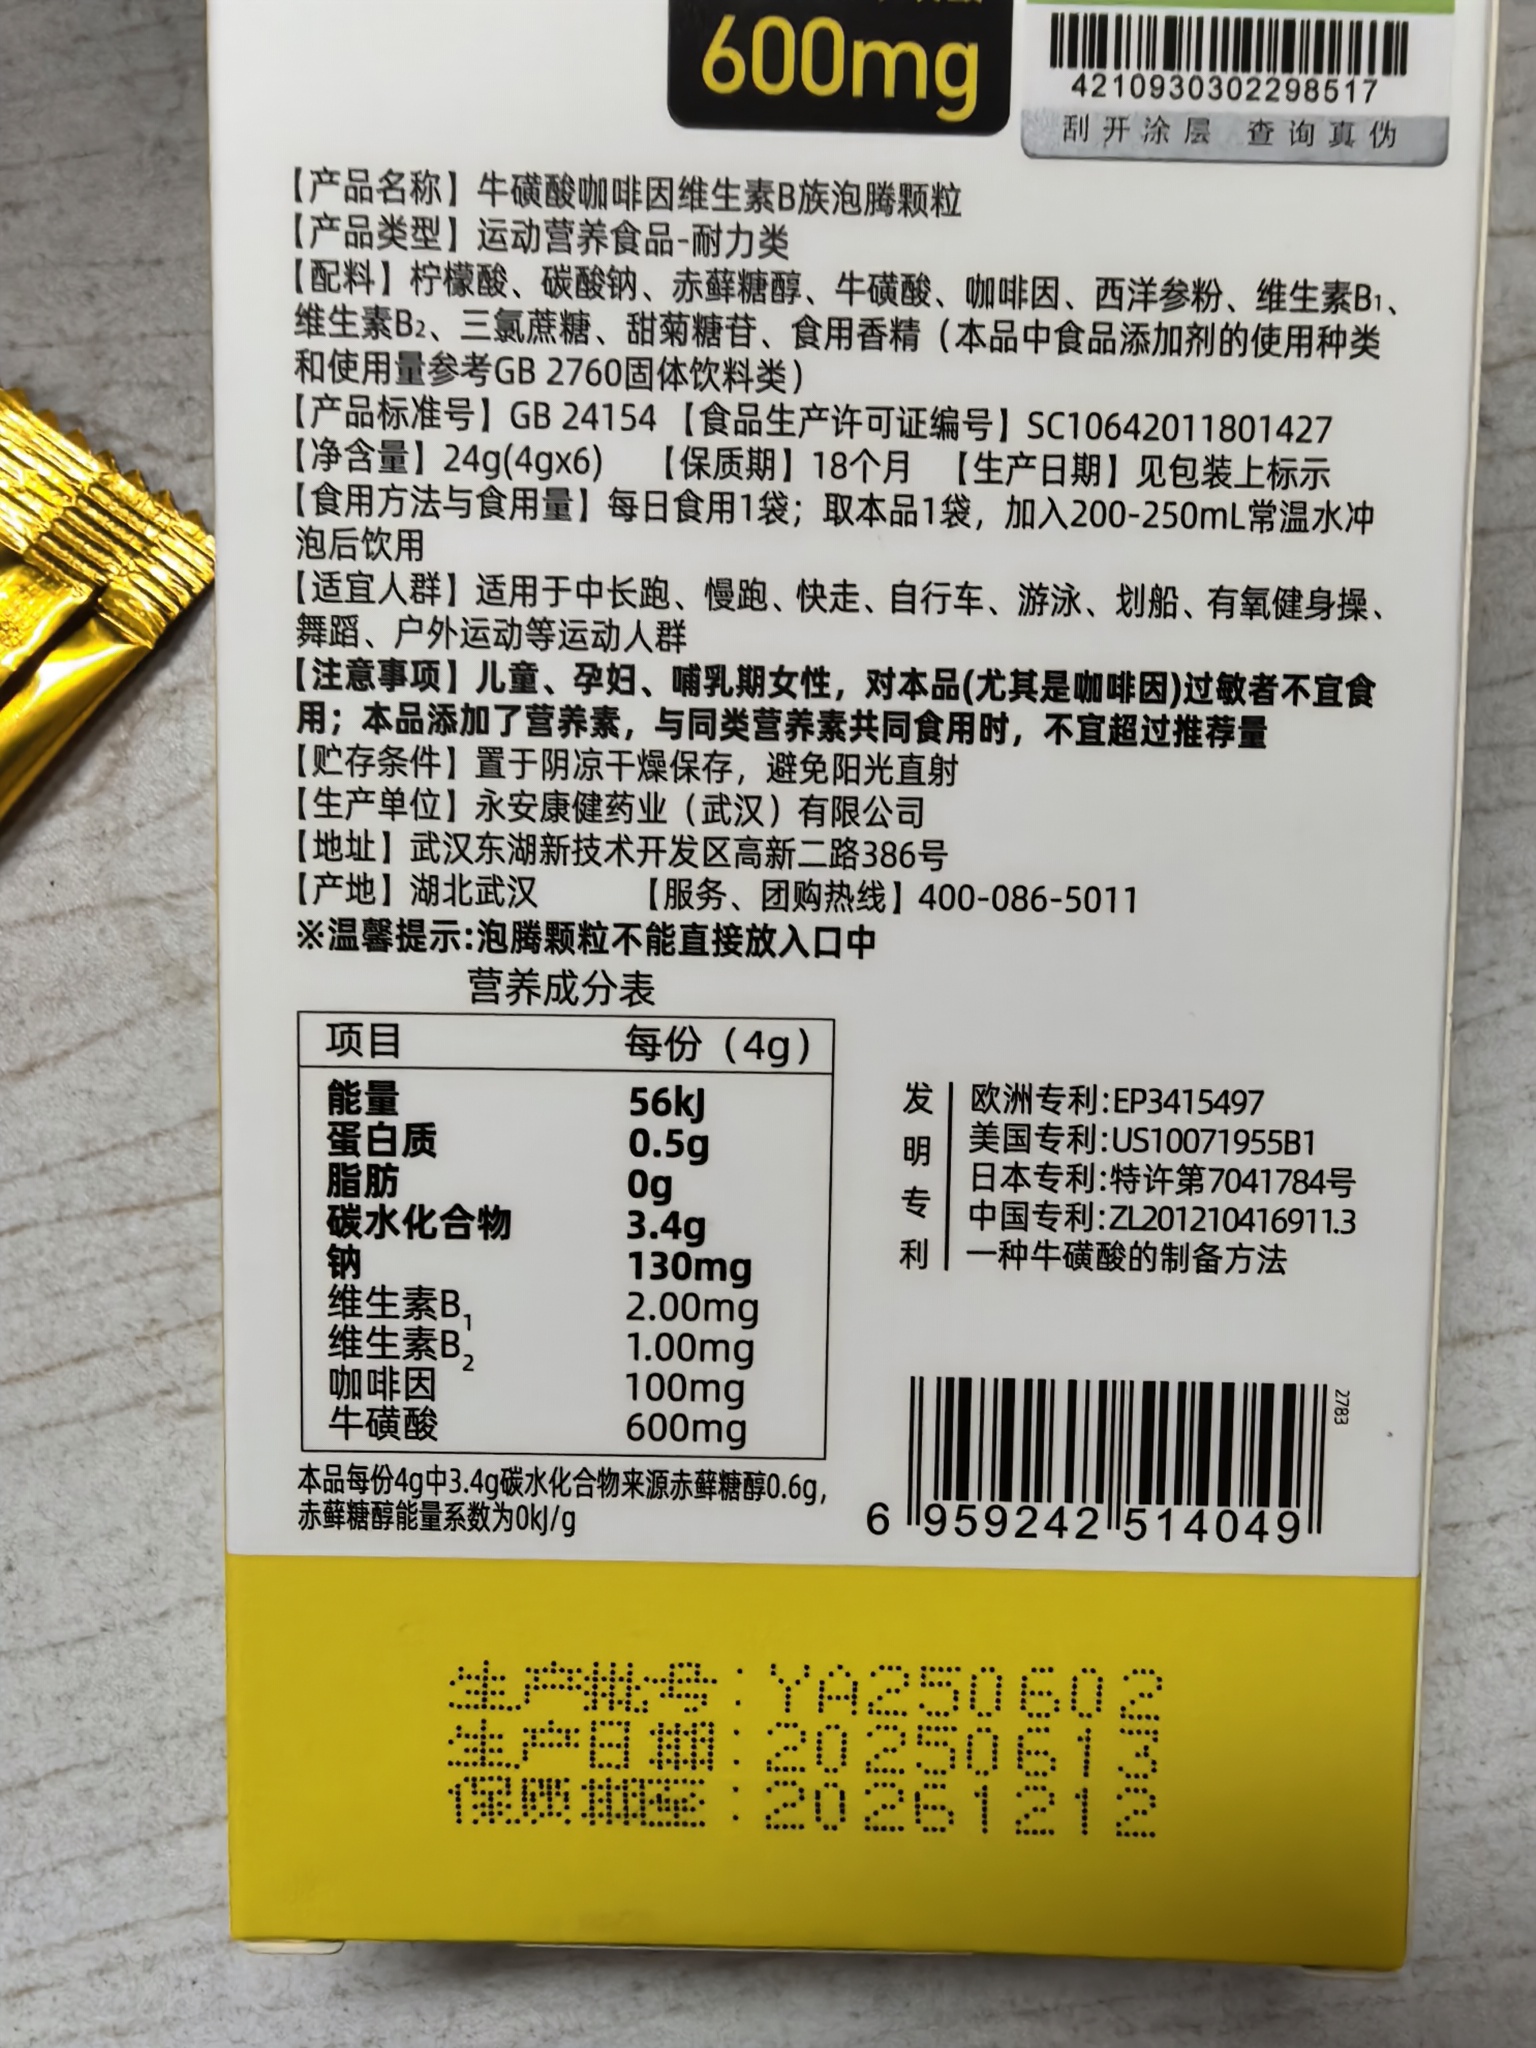 600mg
4210930302298517
刮开涂层 查询真伪
【产品名称】牛磺酸咖啡因维生素B族泡腾颗粒
【产品类型】运动营养食品-耐力类
【配料】柠檬酸、碳酸钠、赤藓糖醇、牛磺酸、咖啡因、西洋参粉、维生素B₁、
维生素B₂、三氯蔗糖、甜菊糖苷、食用香精（本品中食品添加剂的使用种类
和使用量参考GB 2760固体饮料类）
【产品标准号】GB 24154 【食品生产许可证编号】SC10642011801427
【净含量】24g(4gx6) 【保质期】18个月 【生产日期】见包装上标示
【食用方法与食用量】每日食用1袋；取本品1袋，加入200-250mL常温水冲
泡后饮用
【适宜人群】适用于中长跑、慢跑、快走、自行车、游泳、划船、有氧健身操、
舞蹈、户外运动等运动人群
【注意事项】儿童、孕妇、哺乳期女性，对本品(尤其是咖啡因)过敏者不宜食
用；本品添加了营养素，与同类营养素共同食用时，不宜超过推荐量
【贮存条件】置于阴凉干燥保存，避免阳光直射
【生产单位】永安康健药业（武汉）有限公司
【地址】武汉东湖新技术开发区高新二路386号
【产地】湖北武汉 【服务、团购热线】400-086-5011
※温馨提示:泡腾颗粒不能直接放入口中
营养成分表
项目 每份（4g）
能量 56kJ
蛋白质 0.5g
脂肪 0g
碳水化合物 3.4g
钠 130mg
维生素B₁ 2.00mg
维生素B₂ 1.00mg
咖啡因 100mg
牛磺酸 600mg
本品每份4g中3.4g碳水化合物来源赤藓糖醇0.6g，
赤藓糖醇能量系数为0kJ/g
发明专利
欧洲专利:EP3415497
美国专利:US10071955B1
日本专利:特许第7041784号
中国专利:ZL201210416911.3
一种牛磺酸的制备方法
2783
6 959242 514049
生产批号:YA250602
生产日期:20250613
保质期至:20261212